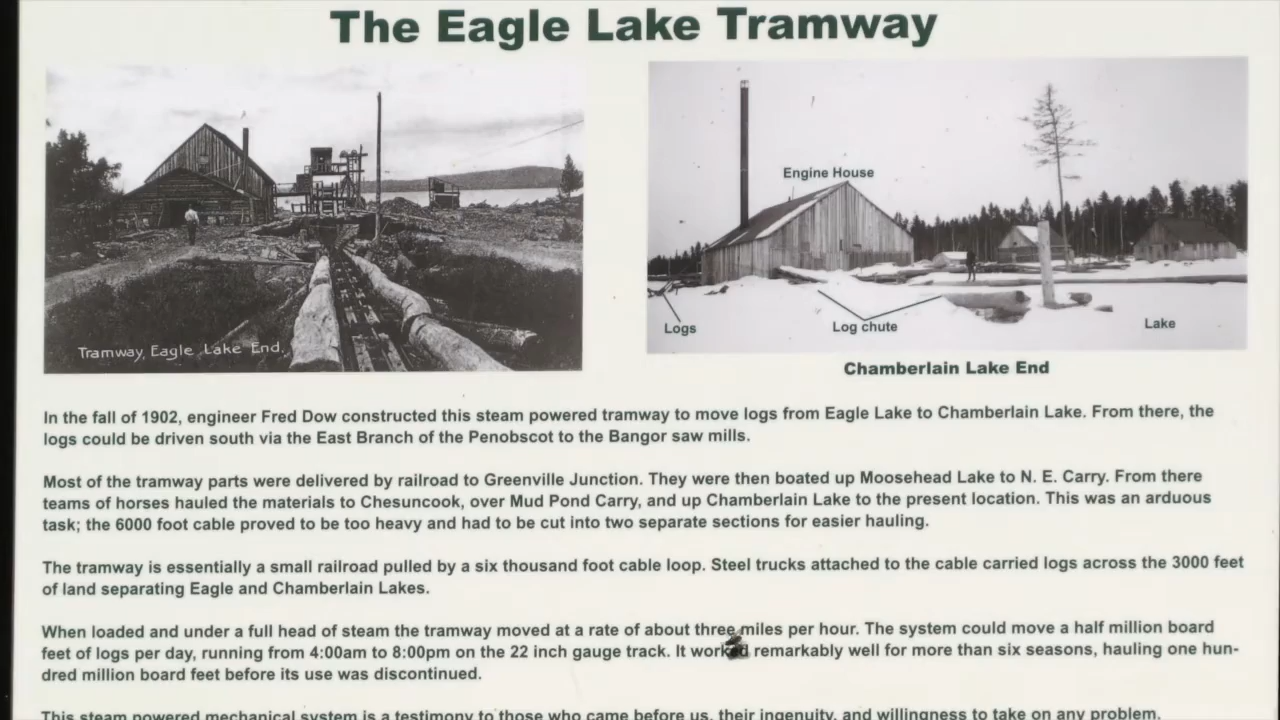 The Eagle Lake Tramway
Tramway, Eagle Lake End.
Engine House
Logs
Log chute
Lake
Chamberlain Lake End
In the fall of 1902, engineer Fred Dow constructed this steam powered tramway to move logs from Eagle Lake to Chamberlain Lake. From there, the
logs could be driven south via the East Branch of the Penobscot to the Bangor saw mills.
Most of the tramway parts were delivered by railroad to Greenville Junction. They were then boated up Moosehead Lake to N. E. Carry. From there
teams of horses hauled the materials to Chesuncook, over Mud Pond Carry, and up Chamberlain Lake to the present location. This was an arduous
task; the 6000 foot cable proved to be too heavy and had to be cut into two separate sections for easier hauling.
The tramway is essentially a small railroad pulled by a six thousand foot cable loop. Steel trucks attached to the cable carried logs across the 3000 feet
of land separating Eagle and Chamberlain Lakes.
When loaded and under a full head of steam the tramway moved at a rate of about three miles per hour. The system could move a half million board
feet of logs per day, running from 4:00am to 8:00pm on the 22 inch gauge track. It worked remarkably well for more than six seasons, hauling one hun-
dred million board feet before its use was discontinued.
This steam powered mechanical system is a testimony to those who came before us, their ingenuity, and willingness to take on any problem.